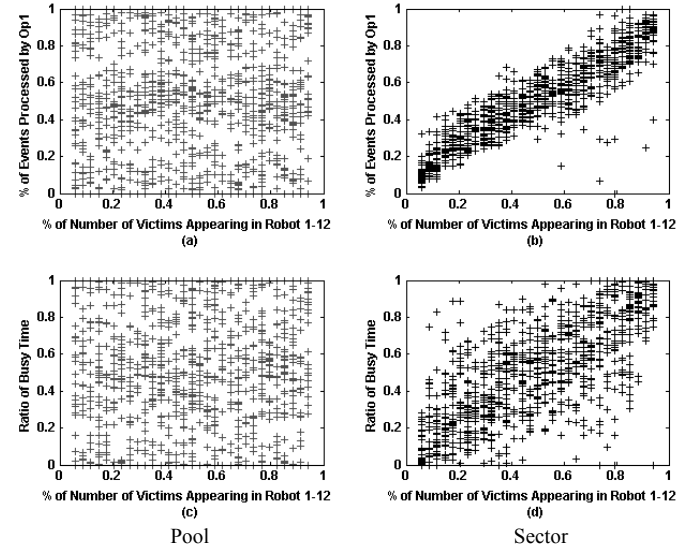 % of Events Processed by Op1
1
0.8
0.6
0.4
0.2
0
0 0.2 0.4 0.6 0.8 1
% of Number of Victims Appearing in Robot 1-12
(a)
% of Events Processed by Op1
1
0.8
0.6
0.4
0.2
0
0 0.2 0.4 0.6 0.8 1
% of Number of Victims Appearing in Robot 1-12
(b)
Ratio of Busy Time
1
0.8
0.6
0.4
0.2
0
0 0.2 0.4 0.6 0.8 1
% of Number of Victims Appearing in Robot 1-12
(c)
Ratio of Busy Time
1
0.8
0.6
0.4
0.2
0
0 0.2 0.4 0.6 0.8 1
% of Number of Victims Appearing in Robot 1-12
(d)
Pool
Sector